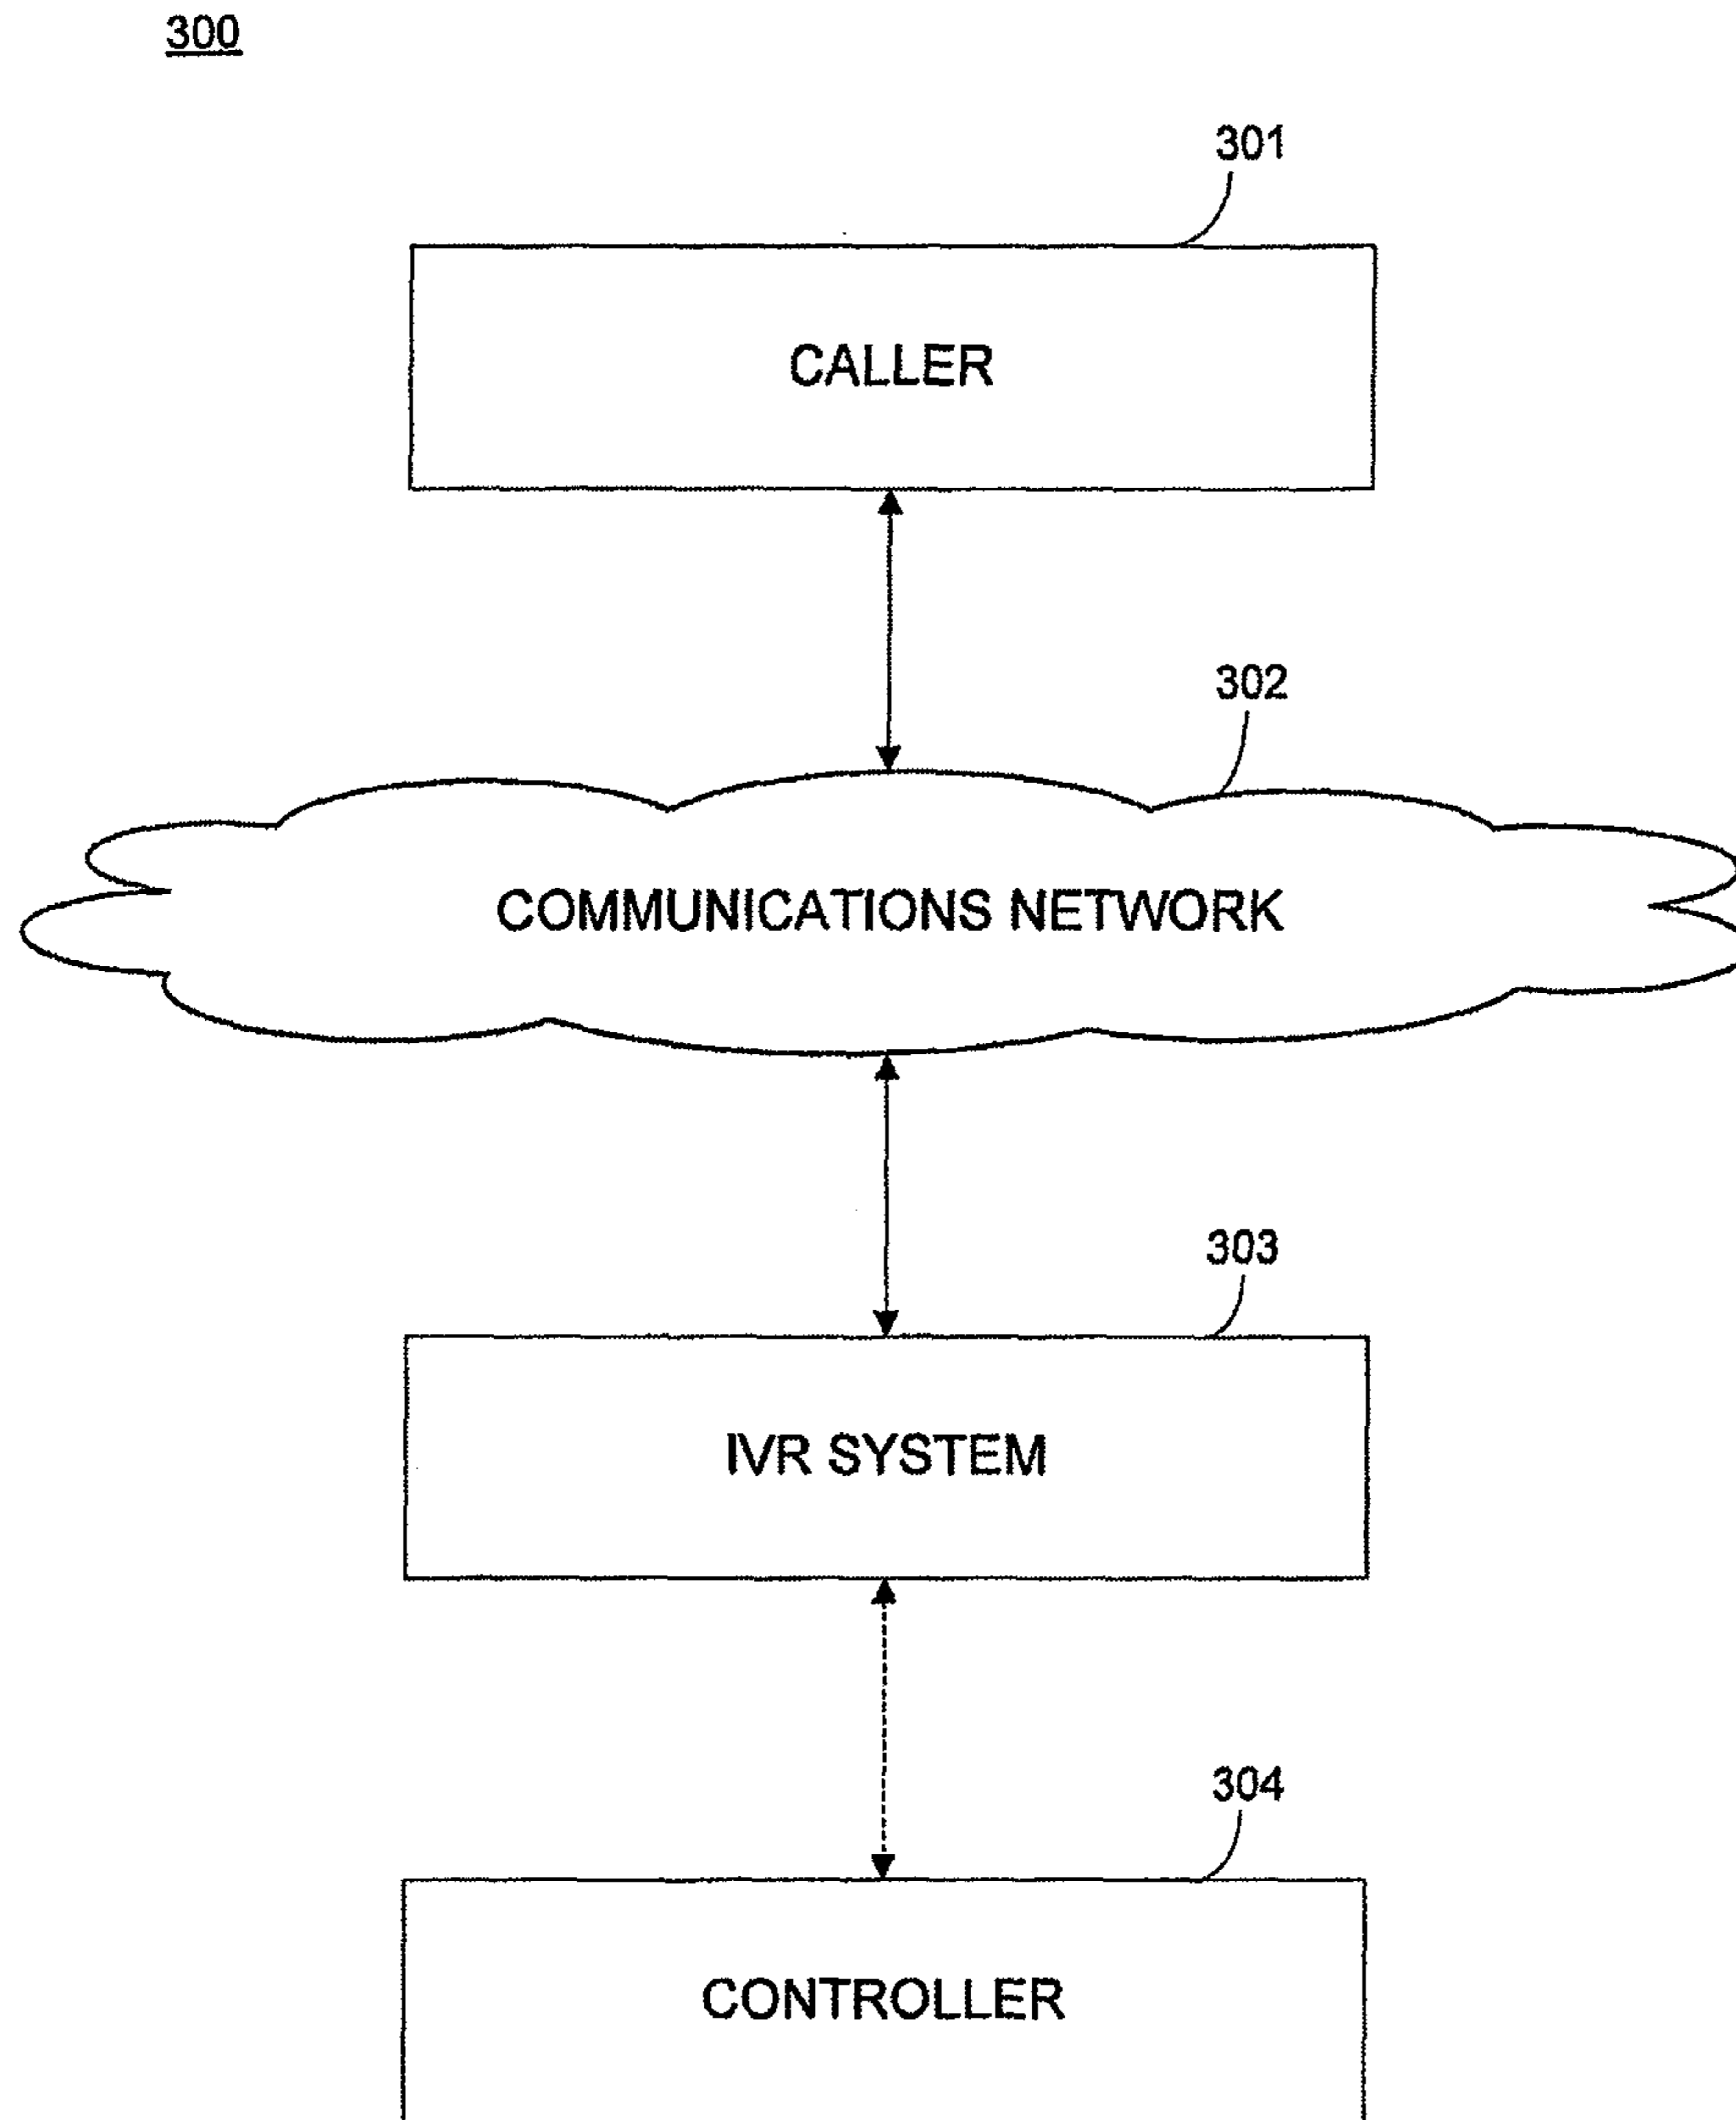 300
301
CALLER
302
COMMUNICATIONS NETWORK
303
IVR SYSTEM
304
CONTROLLER